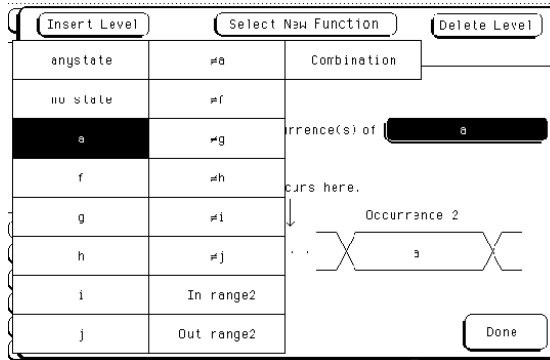 Insert Level Select New Function Delete Level
anystate ≠a Combination
no state ≠f
a ≠g urrence(s) of a
f ≠h
curs here.
g ≠i Occurrence 2
h ≠j a
i In range2
j Out range2 Done